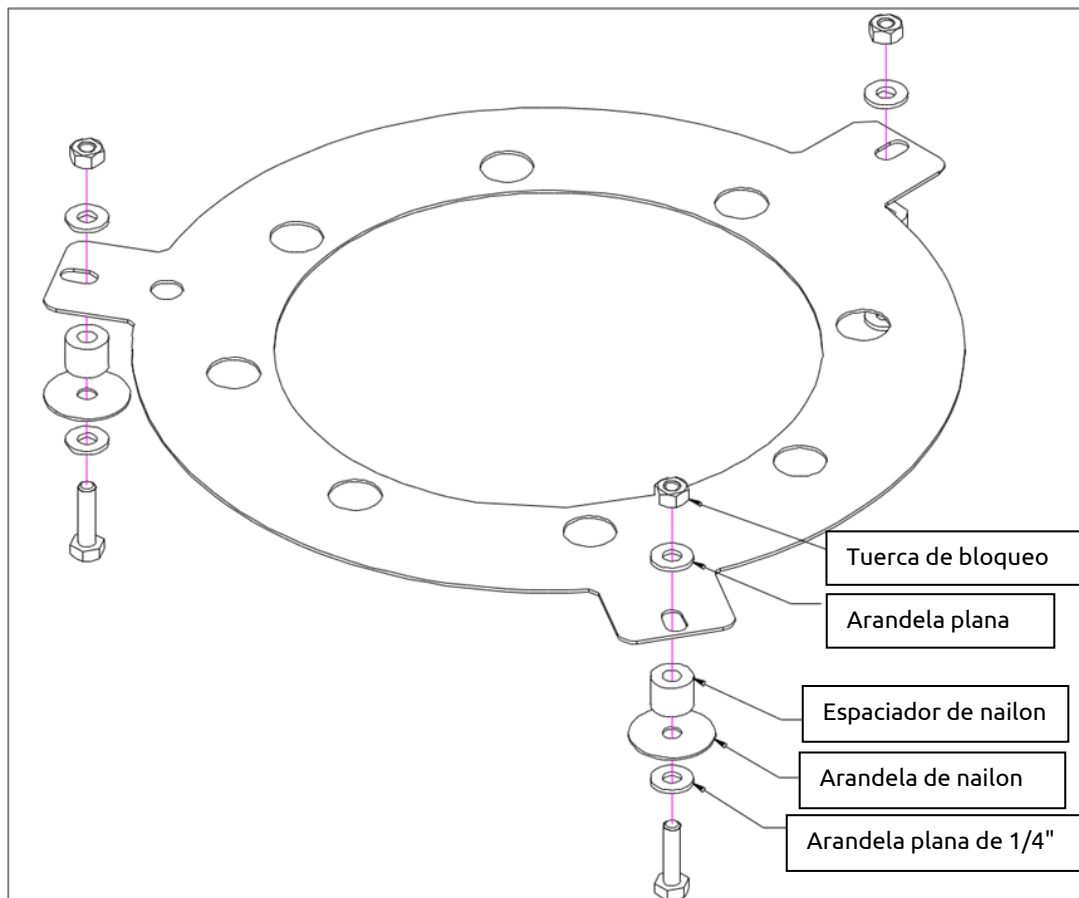 Tuerca de bloqueo
Arandela plana
Espaciador de nailon
Arandela de nailon
Arandela plana de 1/4"